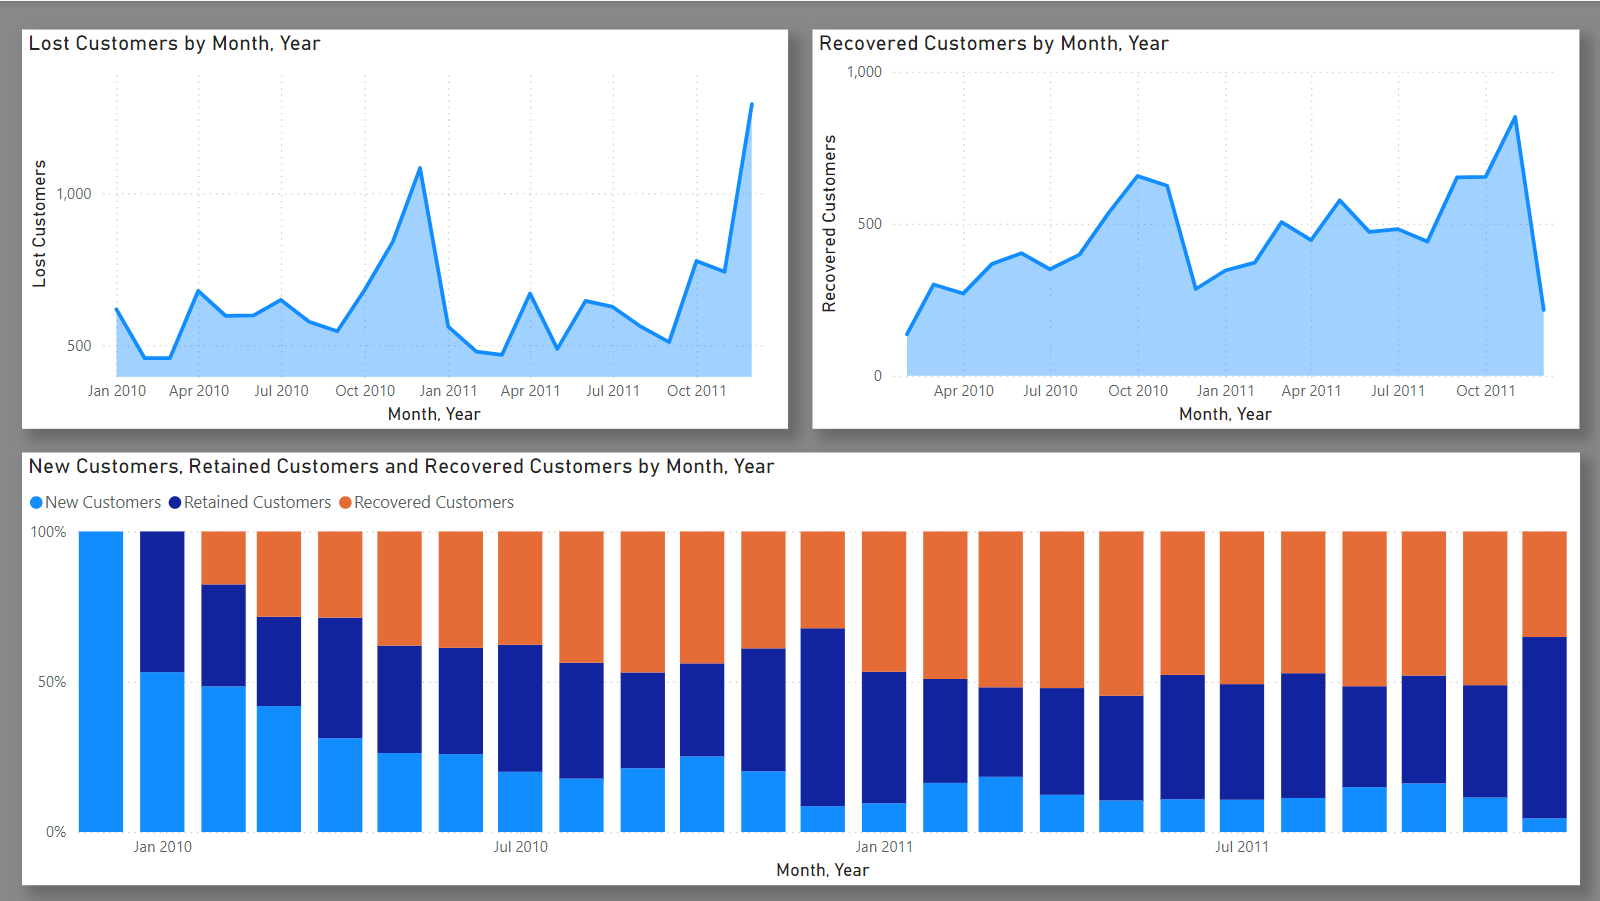 Lost Customers by Month, Year
Lost Customers
1,000
500
Jan 2010 Apr 2010 Jul 2010 Oct 2010 Jan 2011 Apr 2011 Jul 2011 Oct 2011
Month, Year
Recovered Customers by Month, Year
Recovered Customers
1,000
500
0
Apr 2010 Jul 2010 Oct 2010 Jan 2011 Apr 2011 Jul 2011 Oct 2011
Month, Year
New Customers, Retained Customers and Recovered Customers by Month, Year
New Customers Retained Customers Recovered Customers
100%
50%
0%
Jan 2010 Jul 2010 Jan 2011 Jul 2011
Month, Year